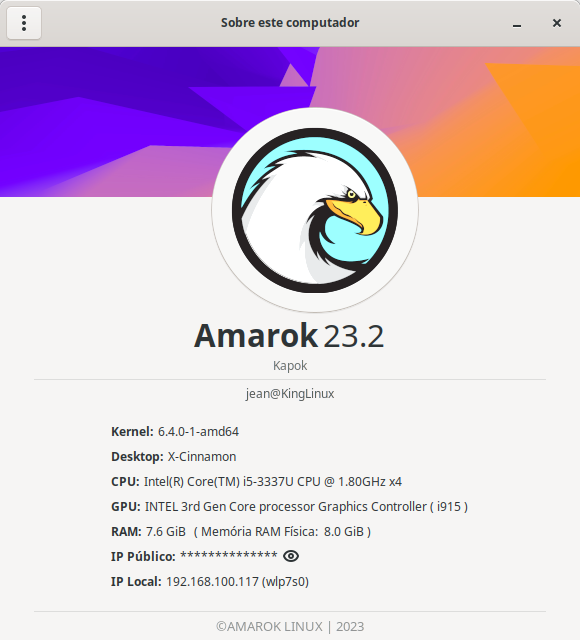 Sobre este computador
Amarok 23.2
Kapok
jean@KingLinux
Kernel: 6.4.0-1-amd64
Desktop: X-Cinnamon
CPU: Intel(R) Core(TM) i5-3337U CPU @ 1.80GHz x4
GPU: INTEL 3rd Gen Core processor Graphics Controller ( i915 )
RAM: 7.6 GiB ( Memória RAM Física: 8.0 GiB )
IP Público: **************
IP Local: 192.168.100.117 (wlp7s0)
©AMAROK LINUX | 2023